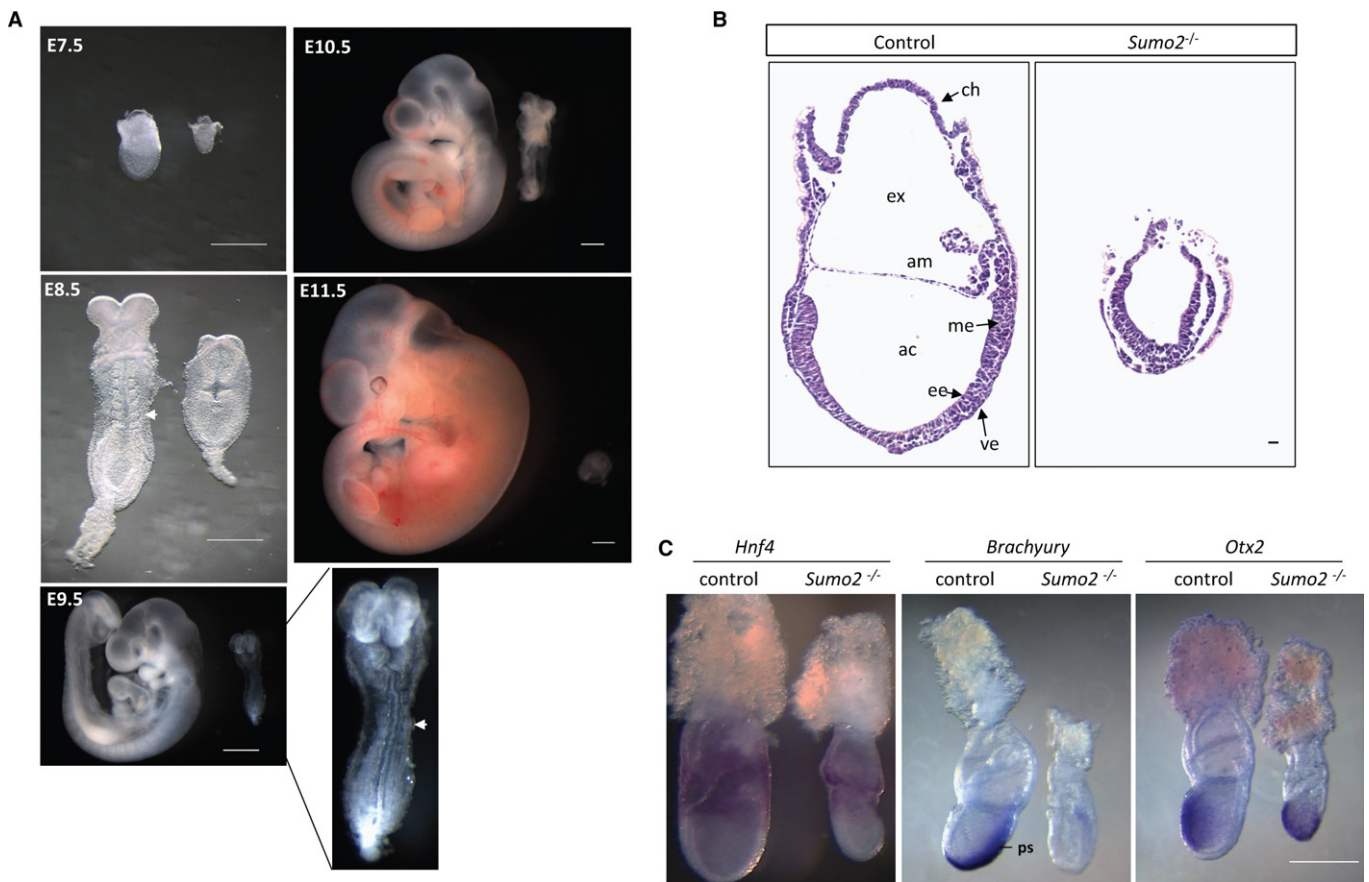 A
E7.5
E10.5
E8.5
E11.5
E9.5
B
Control
Sumo2-/-
ch
ex
am
me
ac
ee
ve
C
Hnf4
Brachyury
Otx2
control
Sumo2 -/-
control
Sumo2 -/-
control
Sumo2 -/-
ps